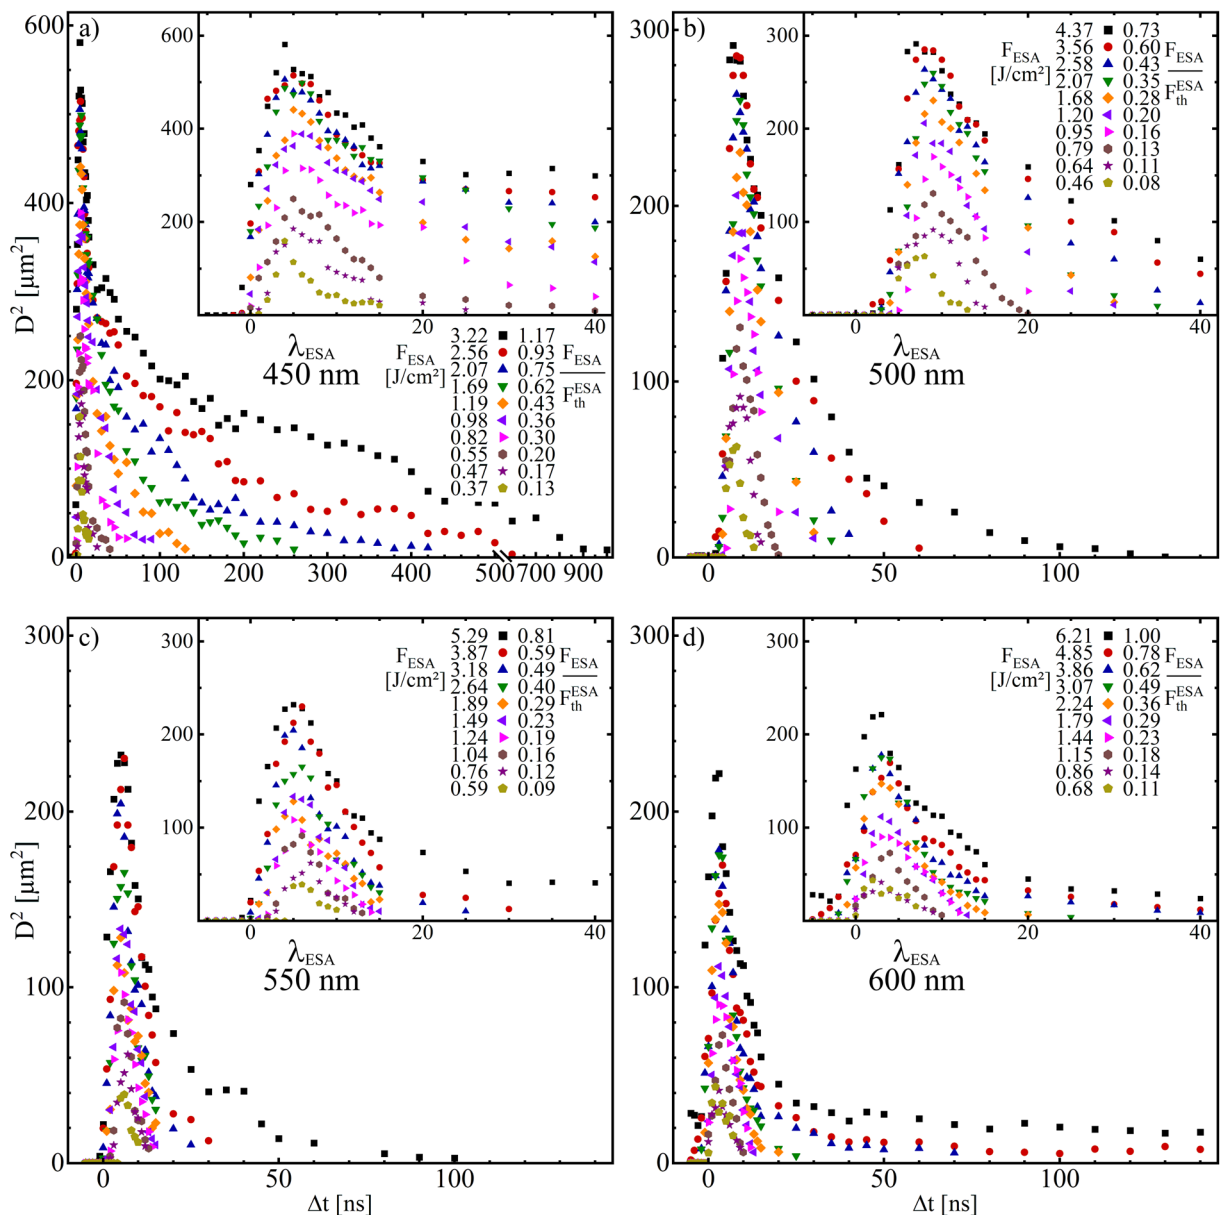 a)
600
400
200
0
D² [µm²]
0 100 200 300 400 500 700 900
600
400
200
0 20 40
λESA
450 nm
FESA
[J/cm²]
FESA
FthESA
3.22 1.17
2.56 0.93
2.07 0.75
1.69 0.62
1.19 0.43
0.98 0.36
0.82 0.30
0.55 0.20
0.47 0.17
0.37 0.13
b)
300
200
100
0
0 50 100
300
200
100
0 20 40
λESA
500 nm
FESA
[J/cm²]
FESA
FthESA
4.37 0.73
3.56 0.60
2.58 0.43
2.07 0.35
1.68 0.28
1.20 0.20
0.95 0.16
0.79 0.13
0.64 0.11
0.46 0.08
c)
300
200
100
0
D² [µm²]
0 50 100
Δt [ns]
300
200
100
0 20 40
λESA
550 nm
FESA
[J/cm²]
FESA
FthESA
5.29 0.81
3.87 0.59
3.18 0.49
2.64 0.40
1.89 0.29
1.49 0.23
1.24 0.19
1.04 0.16
0.76 0.12
0.59 0.09
d)
300
200
100
0
0 50 100
Δt [ns]
300
200
100
0 20 40
λESA
600 nm
FESA
[J/cm²]
FESA
FthESA
6.21 1.00
4.85 0.78
3.86 0.62
3.07 0.49
2.24 0.36
1.79 0.29
1.44 0.23
1.15 0.18
0.86 0.14
0.68 0.11